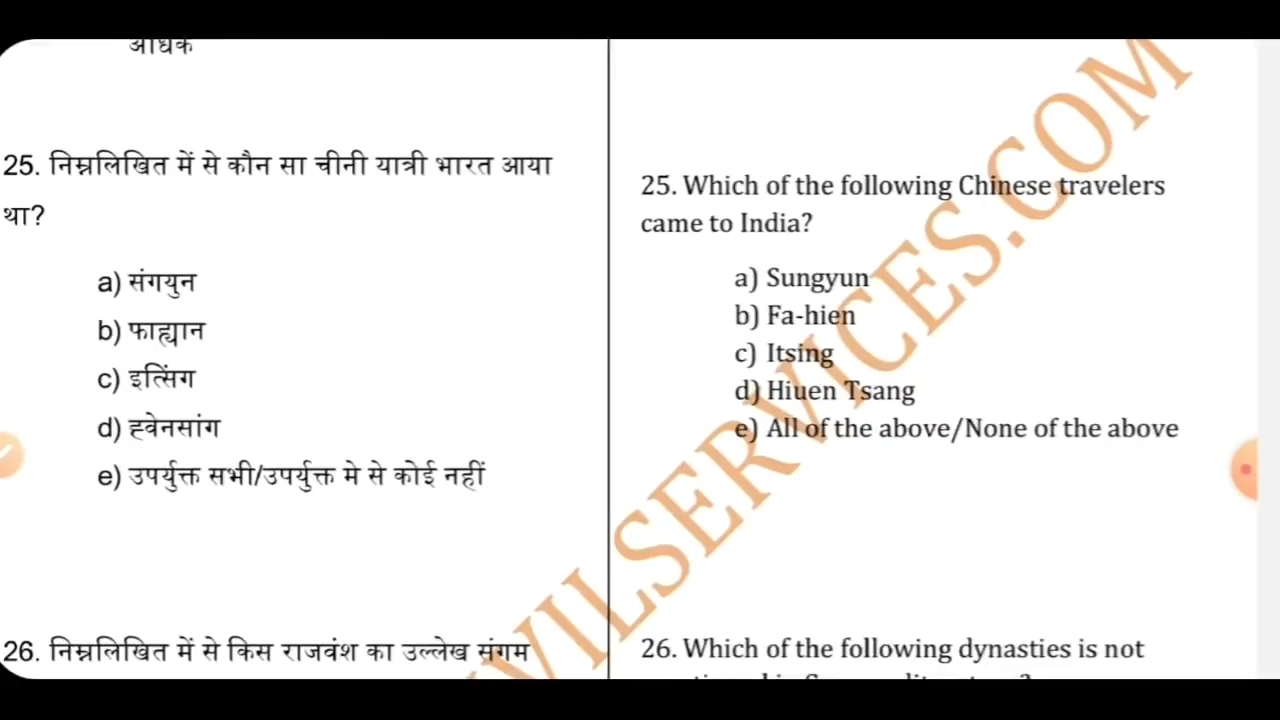 अधिक
25. निम्नलिखित में से कौन सा चीनी यात्री भारत आया
था?
a) संगयुन
b) फाह्यान
c) इत्सिंग
d) ह्वेनसांग
e) उपर्युक्त सभी/उपर्युक्त मे से कोई नहीं
26. निम्नलिखित में से किस राजवंश का उल्लेख संगम
25. Which of the following Chinese travelers
came to India?
a) Sungyun
b) Fa-hien
c) Itsing
d) Hiuen Tsang
e) All of the above/None of the above
26. Which of the following dynasties is not
VILSERVICES.COM